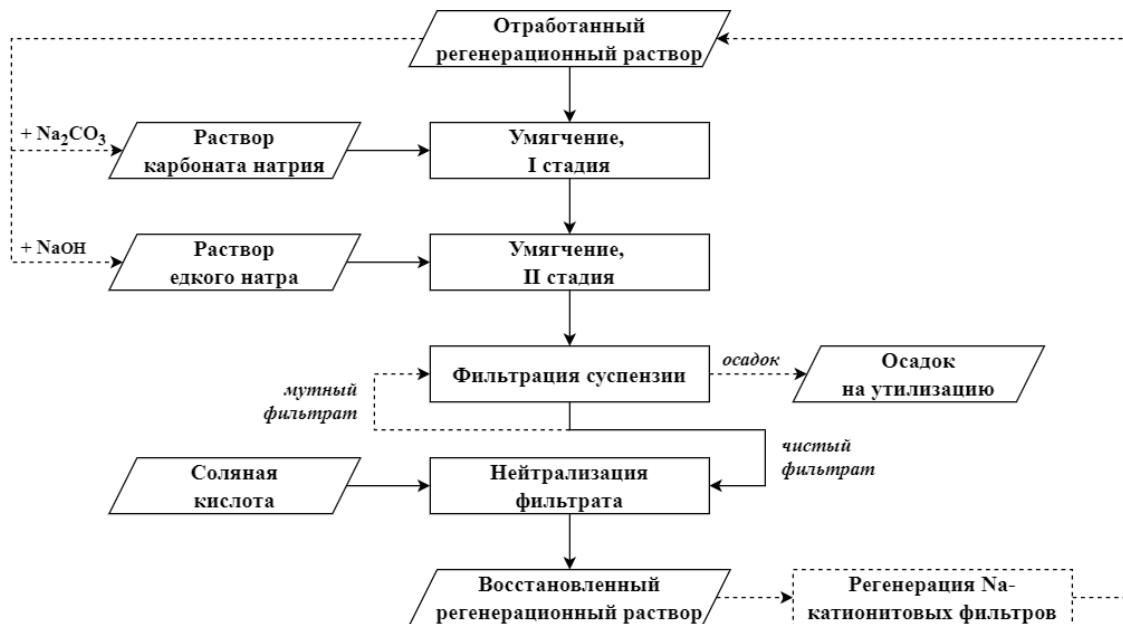 Отработанный
регенерационный раствор
+ Na₂CO₃
Раствор
карбоната натрия
Умягчение,
I стадия
+ NaOH
Раствор
едкого натра
Умягчение,
II стадия
Фильтрация суспензии
осадок
Осадок
на утилизацию
мутный
фильтрат
чистый
фильтрат
Соляная
кислота
Нейтрализация
фильтрата
Восстановленный
регенерационный раствор
Регенерация Na-
катионитовых фильтров